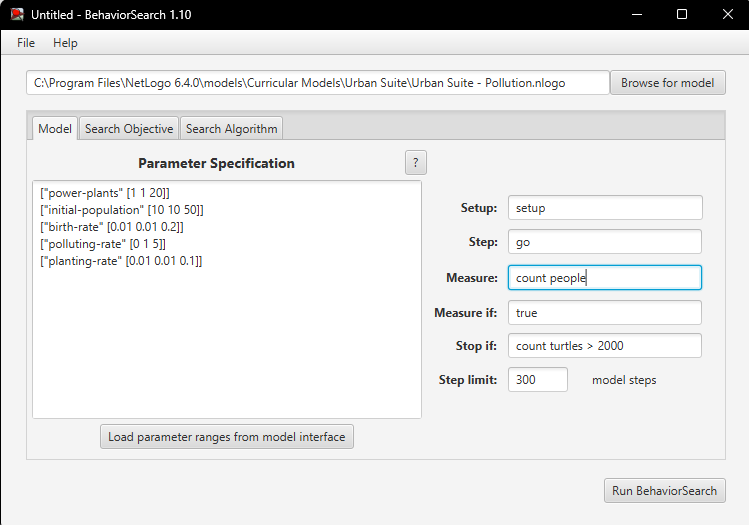 Untitled - BehaviorSearch 1.10
File Help
C:\Program Files\NetLogo 6.4.0\models\Curricular Models\Urban Suite\Urban Suite - Pollution.nlogo Browse for model
Model Search Objective Search Algorithm
Parameter Specification ?
["power-plants" [1 1 20]]
["initial-population" [10 10 50]]
["birth-rate" [0.01 0.01 0.2]]
["polluting-rate" [0 1 5]]
["planting-rate" [0.01 0.01 0.1]]
Load parameter ranges from model interface
Setup: setup
Step: go
Measure: count people
Measure if: true
Stop if: count turtles > 2000
Step limit: 300 model steps
Run BehaviorSearch